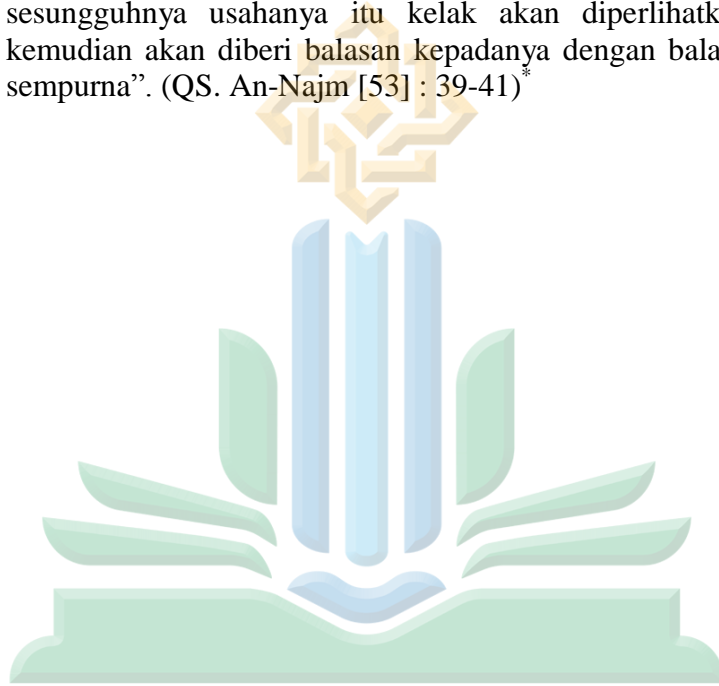 sesungguhnya usahanya itu kelak akan diperlihatk
kemudian akan diberi balasan kepadanya dengan bala
sempurna”. (QS. An-Najm [53] : 39-41)*